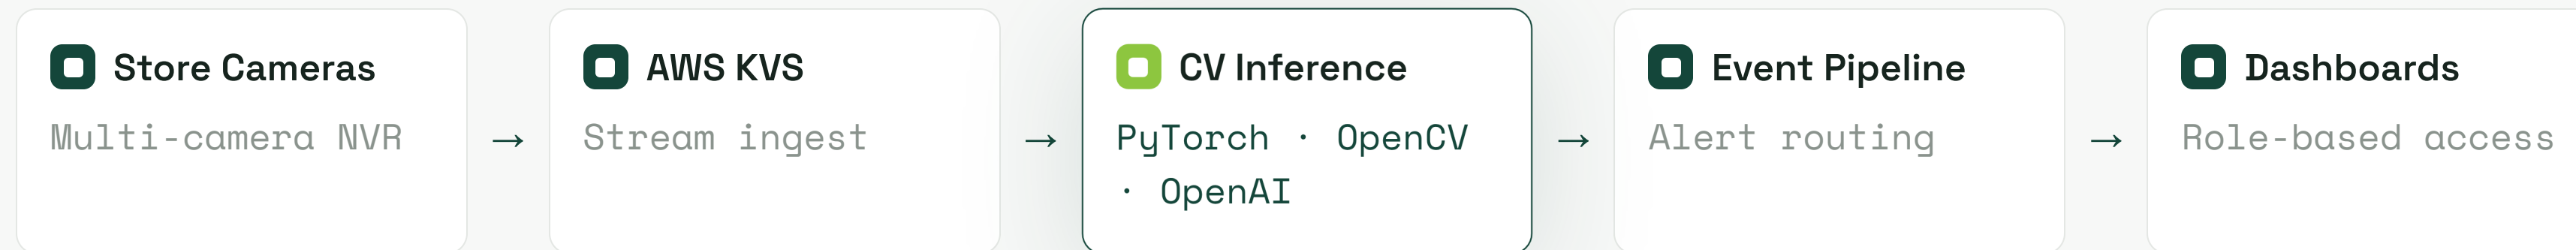 Store Cameras
Multi-camera NVR
→
AWS KVS
Stream ingest
→
CV Inference
PyTorch · OpenCV
· OpenAI
→
Event Pipeline
Alert routing
→
Dashboards
Role-based access